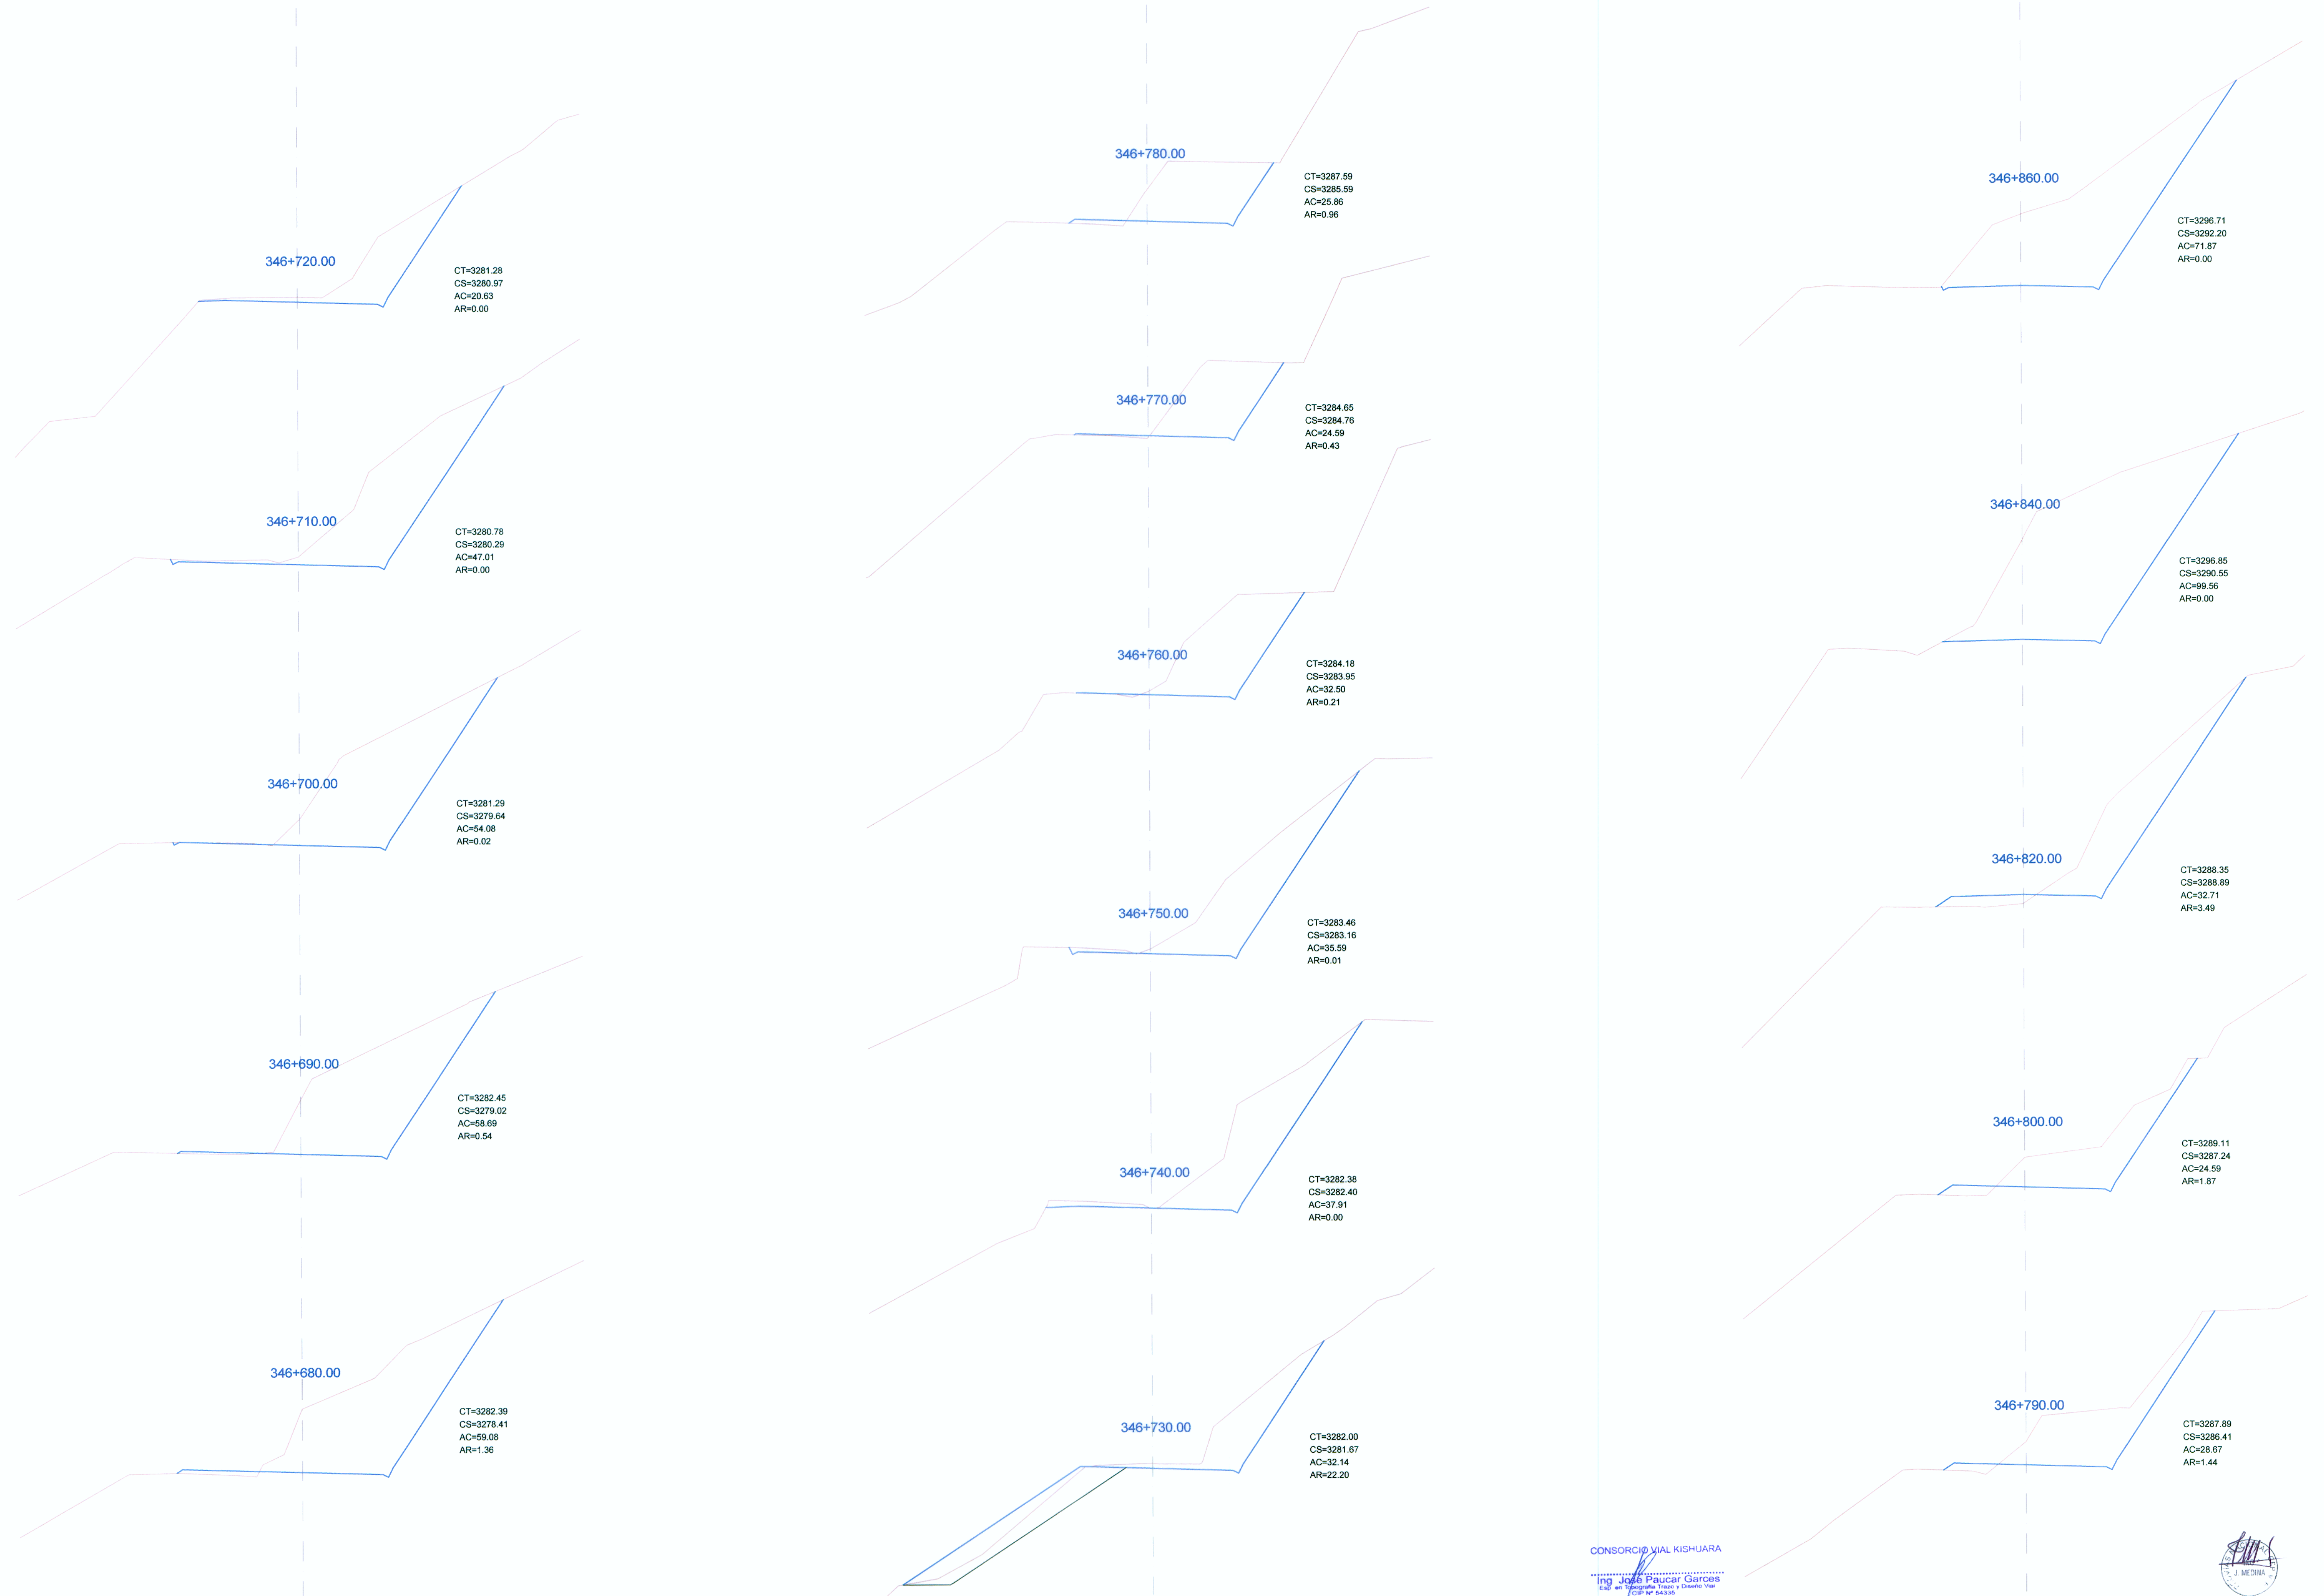 346+720.00
CT=3281.28
CS=3280.97
AC=20.63
AR=0.00
346+710.00
CT=3280.78
CS=3280.29
AC=47.01
AR=0.00
346+700.00
CT=3281.29
CS=3279.64
AC=54.08
AR=0.02
346+690.00
CT=3282.45
CS=3279.02
AC=58.69
AR=0.54
346+680.00
CT=3282.39
CS=3278.41
AC=59.08
AR=1.36
346+780.00
CT=3287.59
CS=3285.59
AC=25.86
AR=0.96
346+770.00
CT=3284.65
CS=3284.76
AC=24.59
AR=0.43
346+760.00
CT=3284.18
CS=3283.95
AC=32.50
AR=0.21
346+750.00
CT=3283.46
CS=3283.16
AC=35.59
AR=0.01
346+740.00
CT=3282.38
CS=3282.40
AC=37.91
AR=0.00
346+730.00
CT=3282.00
CS=3281.67
AC=32.14
AR=22.20
346+860.00
CT=3296.71
CS=3292.20
AC=71.87
AR=0.00
346+840.00
CT=3296.85
CS=3290.55
AC=99.56
AR=0.00
346+820.00
CT=3288.35
CS=3288.89
AC=32.71
AR=3.49
346+800.00
CT=3289.11
CS=3287.24
AC=24.59
AR=1.87
346+790.00
CT=3287.89
CS=3286.41
AC=28.67
AR=1.44
CONSORCIO VIAL KISHUARA
Ing José Paucar Garces
Esp. en Topografia Trazo y Diseño Vial
CIP N° 54335
J. MEDINA